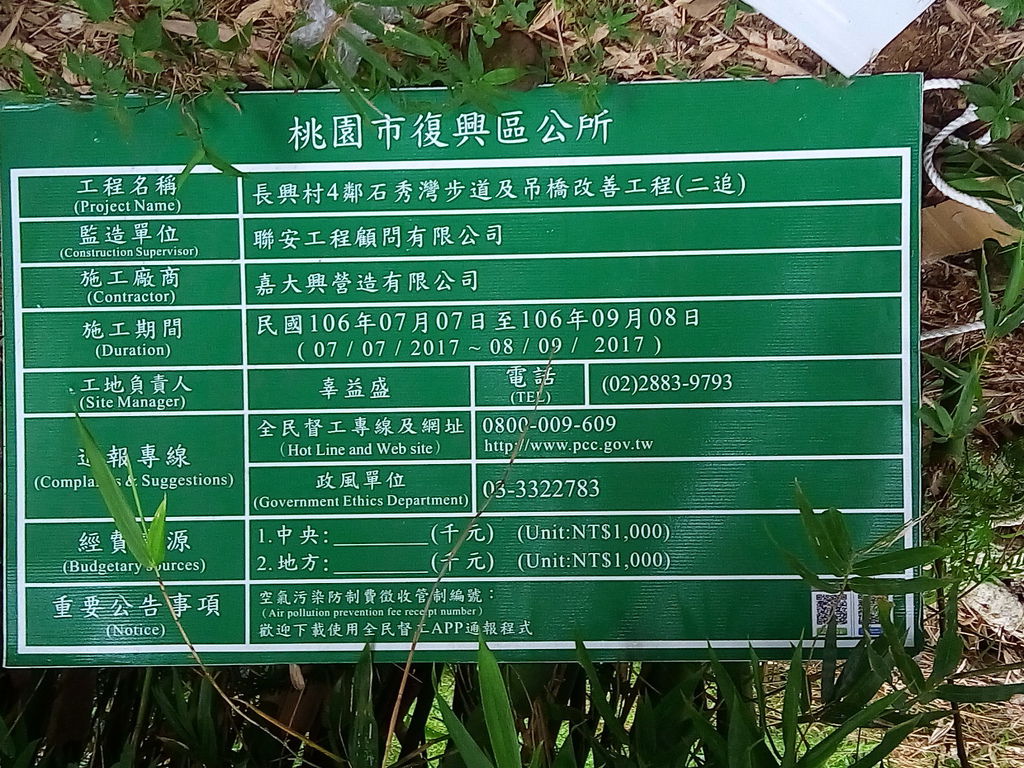 桃園市復興區公所
工程名稱 長興村4鄰石秀灣步道及吊橋改善工程(二追)
(Project Name)
監造單位 聯安工程顧問有限公司
(Construction Supervisor)
施工廠商 嘉大興營造有限公司
(Contractor)
施工期間 民國106年07月07日至106年09月08日
(Duration) ( 07 / 07 / 2017 ~ 08 / 09 / 2017 )
工地負責人 辜益盛 電話 (02)2883-9793
(Site Manager) (TEL)
通報專線
(Complaints & Suggestions)
全民督工專線及網址 0800-009-609
(Hot Line and Web site) http://www.pcc.gov.tw
政風單位 03-3322783
(Government Ethics Department)
經費來源 1.中央:________(千元) (Unit:NT$1,000)
(Budgetary Sources) 2.地方:________(千元) (Unit:NT$1,000)
重要公告事項
(Notice)
空氣污染防制費徵收管制編號：
(Air pollution prevention fee receipt number)
歡迎下載使用全民督工APP通報程式